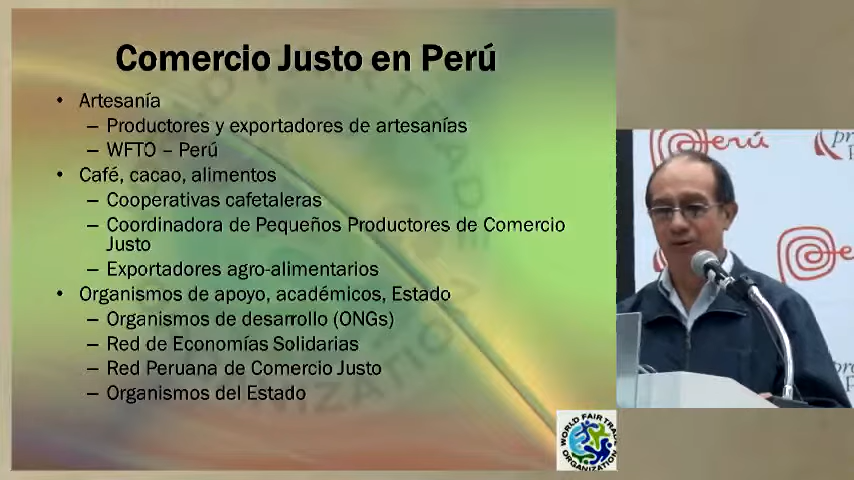 Comercio Justo en Perú
• Artesanía
– Productores y exportadores de artesanías
– WFTO – Perú
• Café, cacao, alimentos
– Cooperativas cafetaleras
– Coordinadora de Pequeños Productores de Comercio
Justo
– Exportadores agro-alimentarios
• Organismos de apoyo, académicos, Estado
– Organismos de desarrollo (ONGs)
– Red de Economías Solidarias
– Red Peruana de Comercio Justo
– Organismos del Estado
WORLD FAIR TRADE
ORGANIZATION
Perú